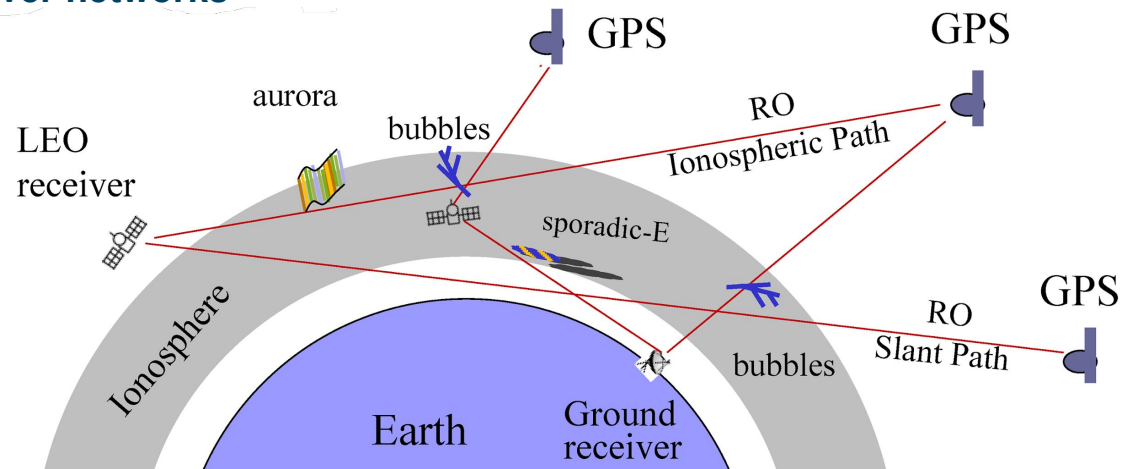 GPS
GPS
aurora
RO
bubbles
Ionospheric Path
LEO
receiver
sporadic-E
GPS
Ionosphere
RO
Slant Path
bubbles
Earth
Ground
receiver